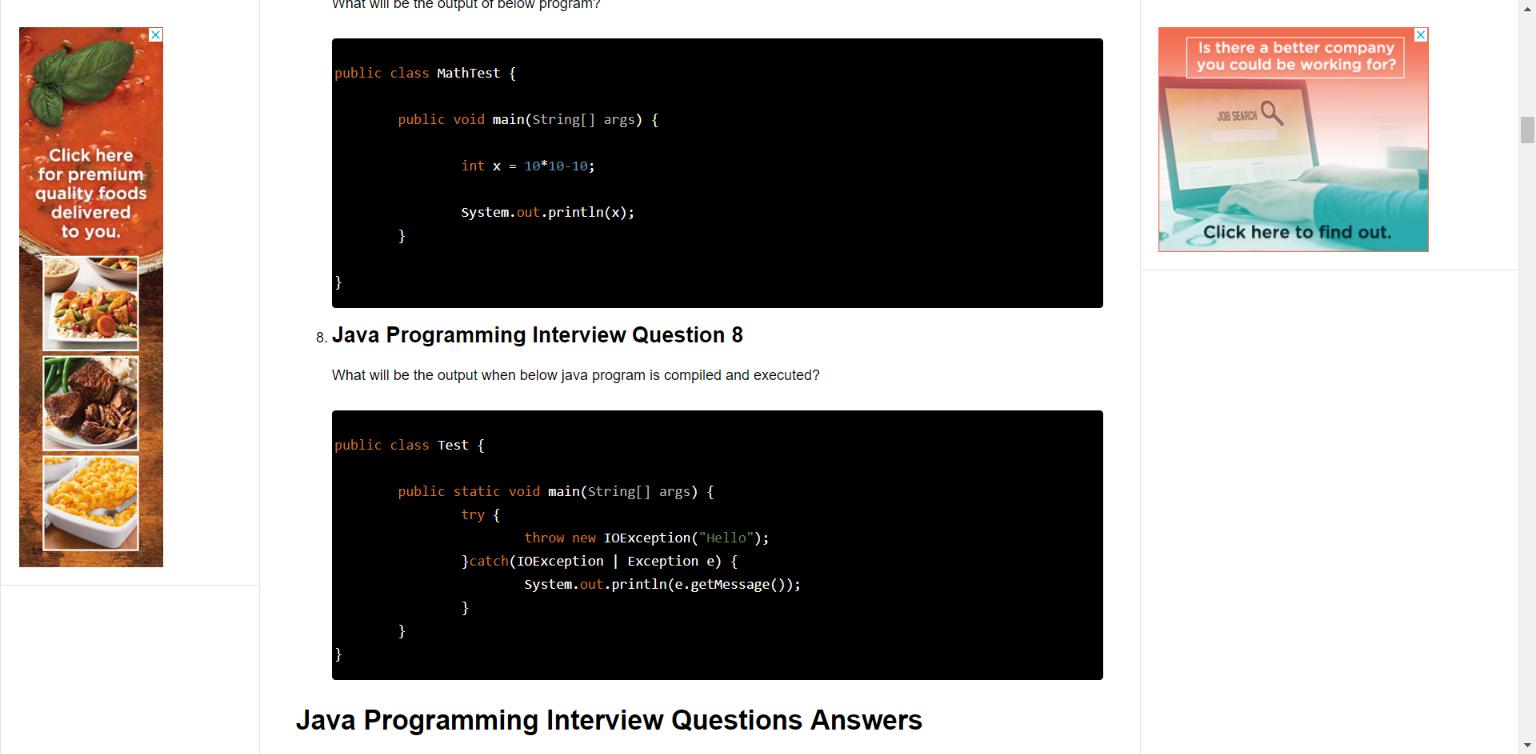 What will be the output of below program?
Click here
for premium
quality foods
delivered
to you.
public class MathTest {
public void main(String[] args) {
int x = 10*10-10;
System.out.println(x);
}
}
8. Java Programming Interview Question 8
What will be the output when below java program is compiled and executed?
public class Test {
public static void main(String[] args) {
try {
throw new IOException("Hello");
}catch(IOException | Exception e) {
System.out.println(e.getMessage());
}
}
}
Java Programming Interview Questions Answers
Is there a better company
you could be working for?
JOB SEARCH
Click here to find out.